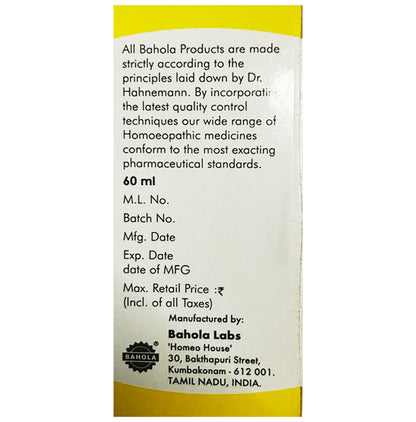 All Bahola Products are made
strictly according to the
principles laid down by Dr.
Hahnemann. By incorporating
the latest quality control
techniques our wide range of
Homoeopathic medicines
conform to the most exacting
pharmaceutical standards.
60 ml
M.L. No.
Batch No.
Mfg. Date
Exp. Date
date of MFG
Max. Retail Price :₹
(Incl. of all Taxes)
Manufactured by:
Bahola Labs
'Homeo House'
30, Bakthapuri Street,
Kumbakonam - 612 001.
TAMIL NADU, INDIA.
BAHOLA
®